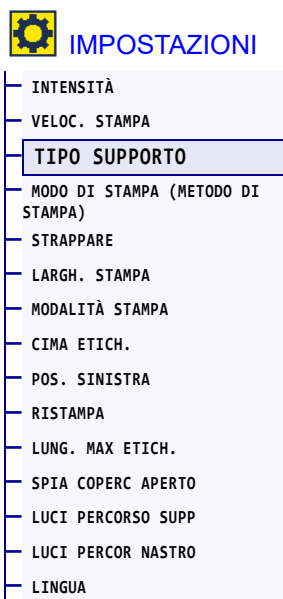 IMPOSTAZIONI
INTENSITÀ
VELOC. STAMPA
TIPO SUPPORTO
MODO DI STAMPA (METODO DI
STAMPA)
STRAPPARE
LARGH. STAMPA
MODALITÀ STAMPA
CIMA ETICH.
POS. SINISTRA
RISTAMPA
LUNG. MAX ETICH.
SPIA COPERC APERTO
LUCI PERCORSO SUPP
LUCI PERCOR NASTRO
LINGUA